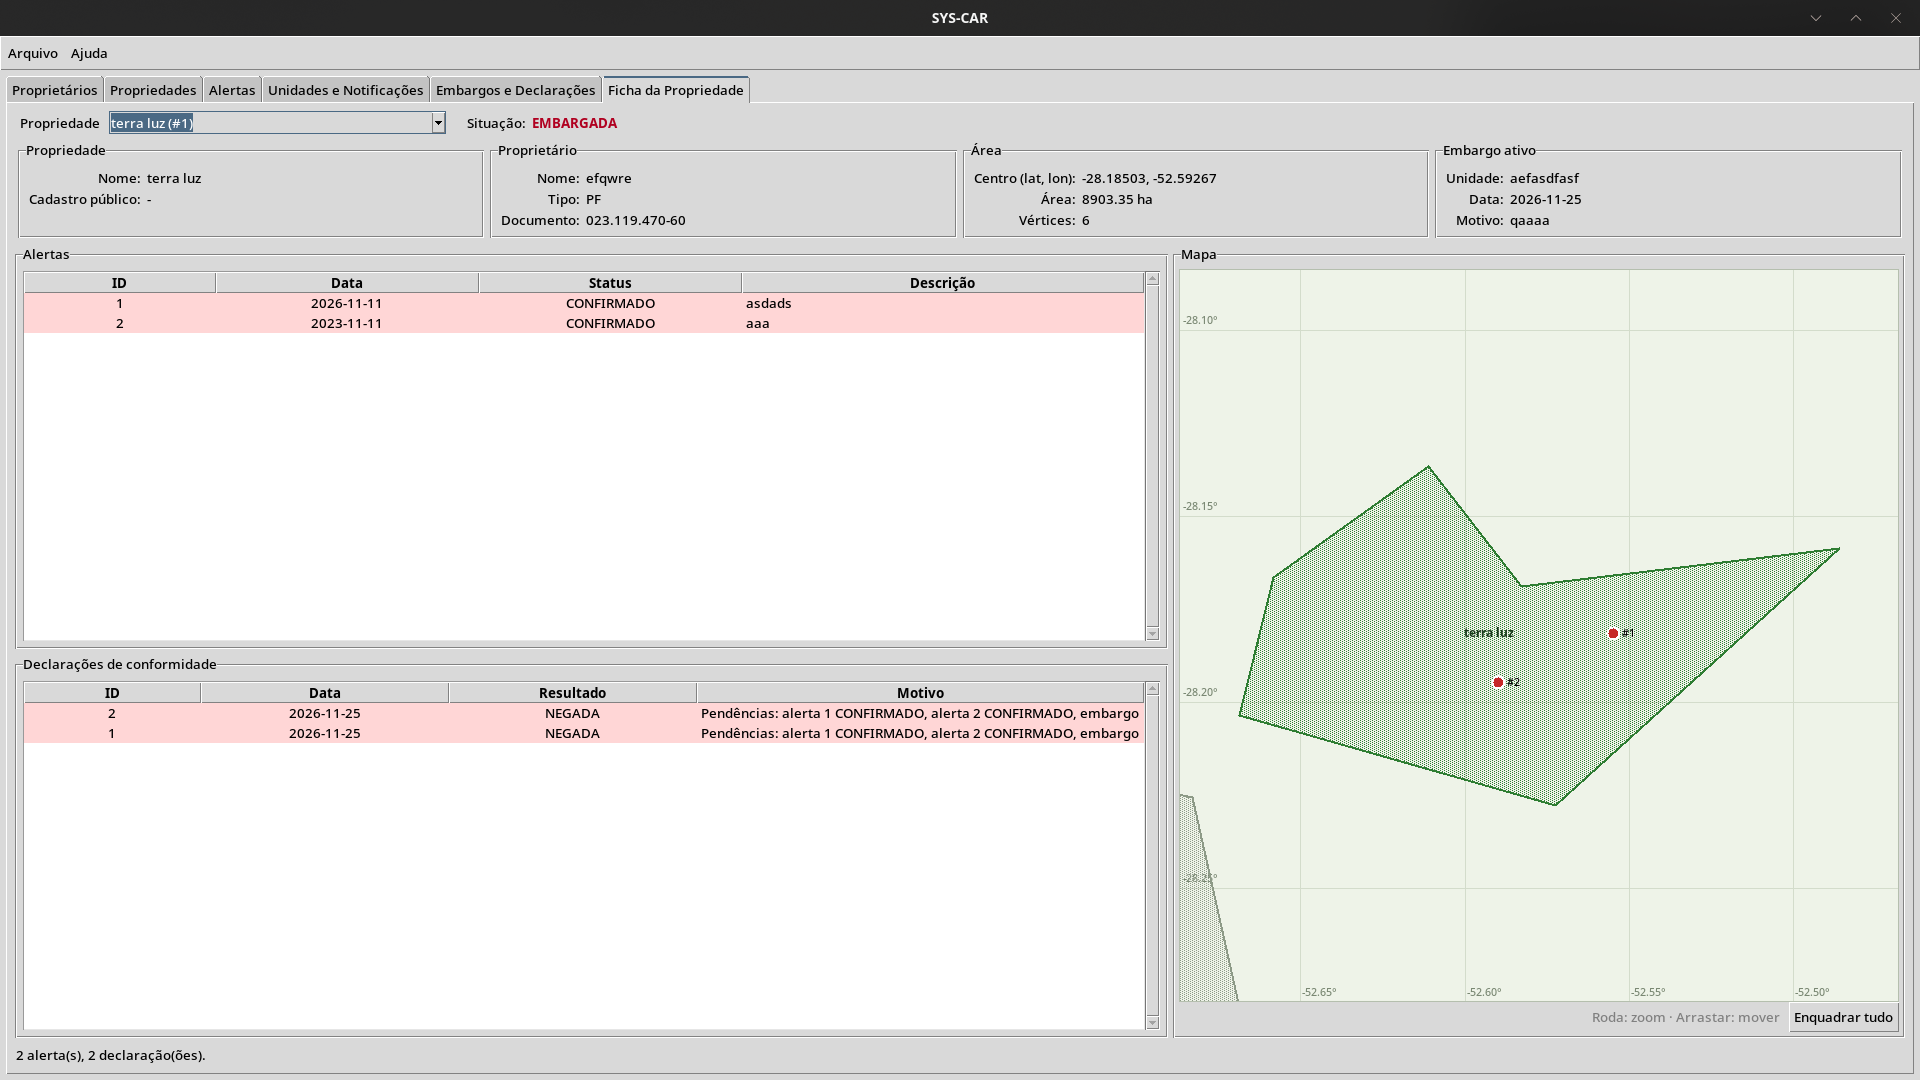 SYS-CAR
Arquivo Ajuda
Proprietários Propriedades Alertas Unidades e Notificações Embargos e Declarações Ficha da Propriedade
Propriedade terra luz (#1) Situação: EMBARGADA
Propriedade
Nome: terra luz
Cadastro público: -
Proprietário
Nome: efqwre
Tipo: PF
Documento: 023.119.470-60
Área
Centro (lat, lon): -28.18503, -52.59267
Área: 8903.35 ha
Vértices: 6
Embargo ativo
Unidade: aefasdfasf
Data: 2026-11-25
Motivo: qaaaa
Alertas
ID Data Status Descrição
1 2026-11-11 CONFIRMADO asdads
2 2023-11-11 CONFIRMADO aaa
Declarações de conformidade
ID Data Resultado Motivo
2 2026-11-25 NEGADA Pendências: alerta 1 CONFIRMADO, alerta 2 CONFIRMADO, embargo
1 2026-11-25 NEGADA Pendências: alerta 1 CONFIRMADO, alerta 2 CONFIRMADO, embargo
Mapa
-28.10°
-28.15°
terra luz #1
#2
-28.20°
-28.25°
-52.65° -52.60° -52.55° -52.50°
Roda: zoom · Arrastar: mover Enquadrar tudo
2 alerta(s), 2 declaração(ões).